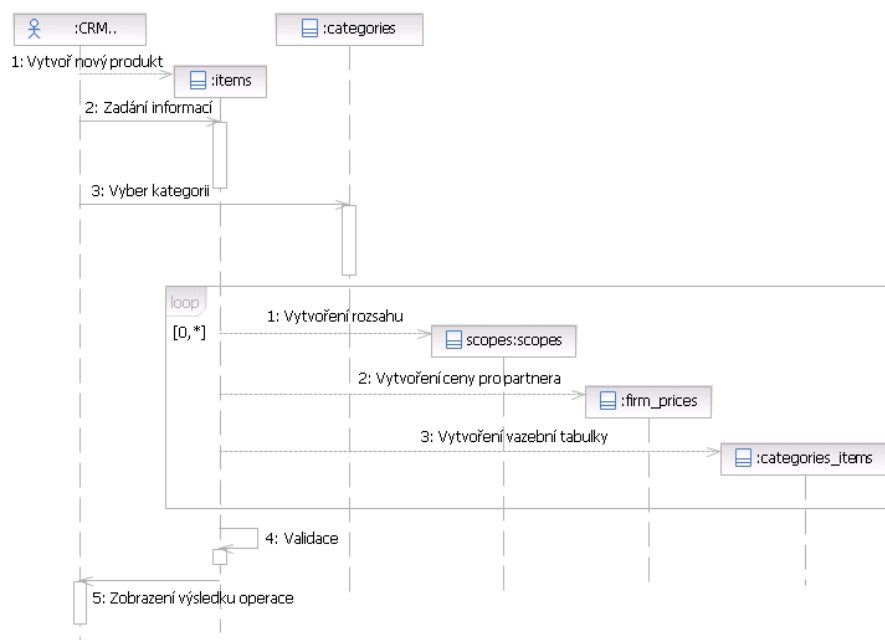 :CRM..
:categories
1: Vytvoř nový produkt
:items
2: Zadání informací
3: Vyber kategorii
loop
[0,*]
1: Vytvoření rozsahu
scopes:scopes
2: Vytvoření ceny pro partnera
:firm_prices
3: Vytvoření vazební tabulky
:categories_items
4: Validace
5: Zobrazení výsledku operace